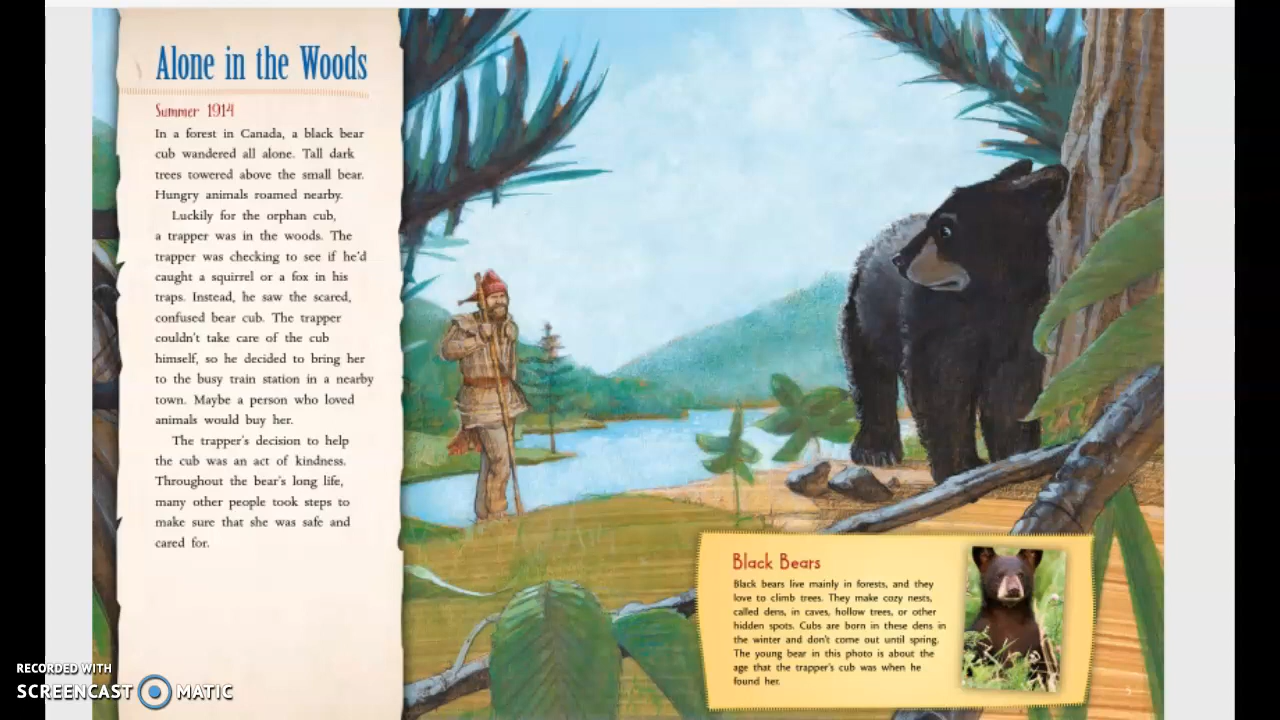 Alone in the Woods
Summer 1914
In a forest in Canada, a black bear
cub wandered all alone. Tall dark
trees towered above the small bear.
Hungry animals roamed nearby.
Luckily for the orphan cub,
a trapper was in the woods. The
trapper was checking to see if he'd
caught a squirrel or a fox in his
traps. Instead, he saw the scared,
confused bear cub. The trapper
couldn't take care of the cub
himself, so he decided to bring her
to the busy train station in a nearby
town. Maybe a person who loved
animals would buy her.
The trapper's decision to help
the cub was an act of kindness.
Throughout the bear's long life,
many other people took steps to
make sure that she was safe and
cared for.
Black Bears
Black bears live mainly in forests, and they
love to climb trees. They make cozy nests,
called dens, in caves, hollow trees, or other
hidden spots. Cubs are born in these dens in
the winter and don't come out until spring.
The young bear in this photo is about the
age that the trapper's cub was when he
found her.
5
RECORDED WITH
SCREENCAST MATIC